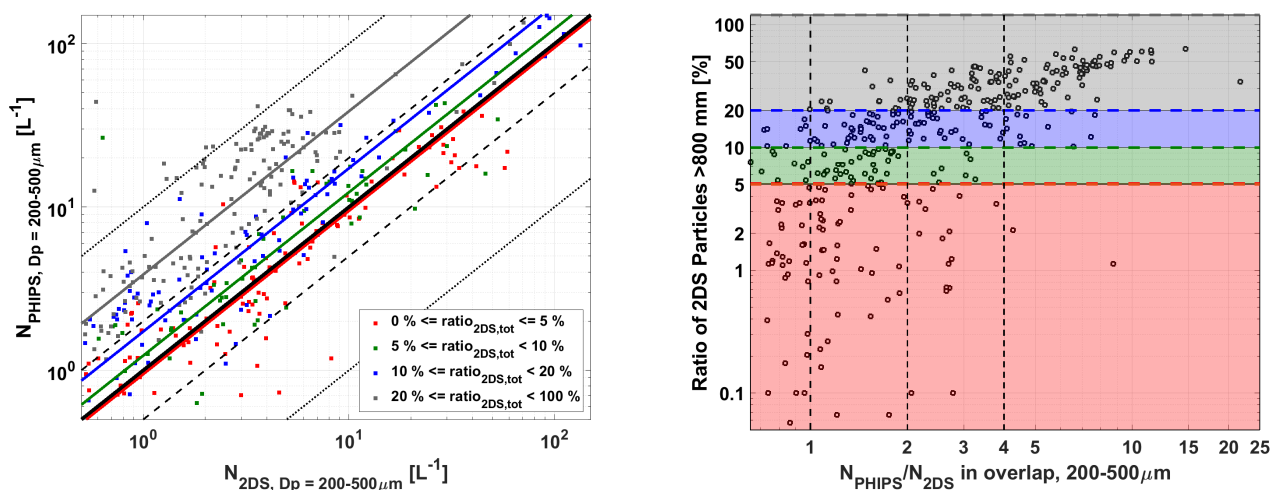 N_PHIPS, Dp = 200-500μm [L⁻¹]
10²
10¹
10⁰
10⁰
10¹
10²
N_2DS, Dp = 200-500μm [L⁻¹]
0 % <= ratio_2DS,tot <= 5 %
5 % <= ratio_2DS,tot < 10 %
10 % <= ratio_2DS,tot < 20 %
20 % <= ratio_2DS,tot < 100 %
Ratio of 2DS Particles >800 mm [%]
100
50
20
10
5
2
1
0.1
1
2
3
4
5
10
15
20
25
N_PHIPS/N_2DS in overlap, 200-500μm